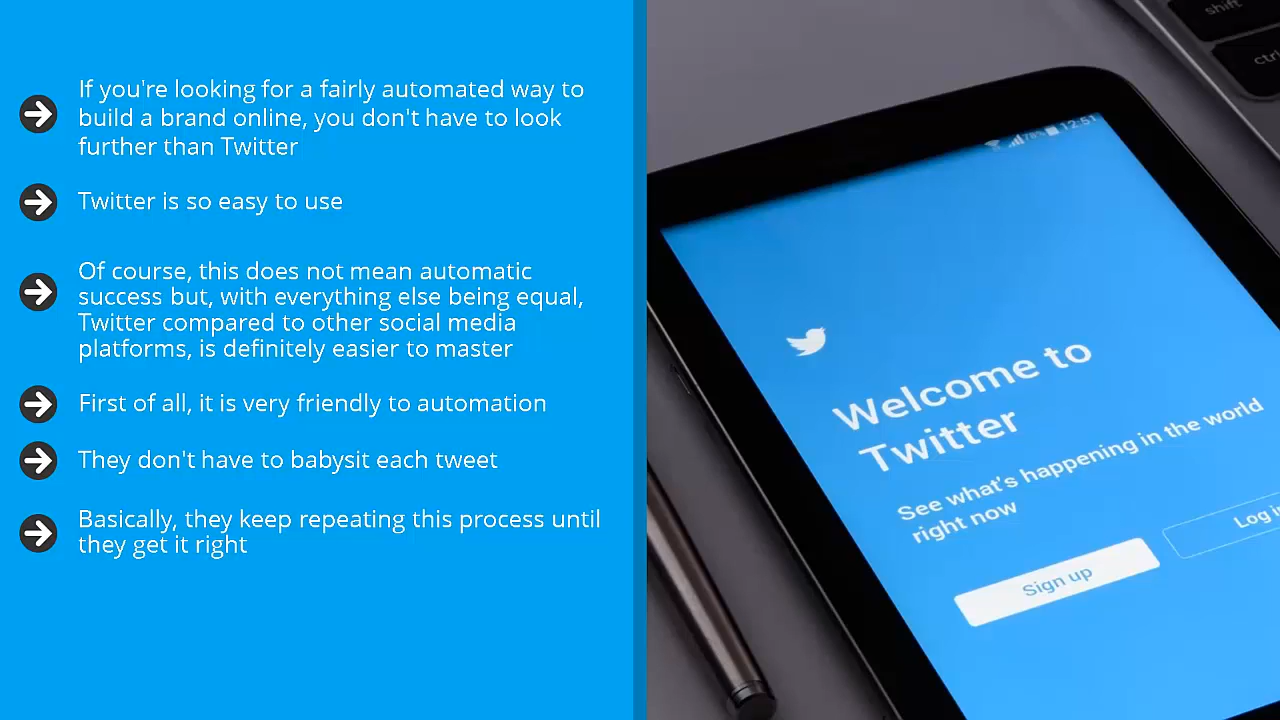 If you're looking for a fairly automated way to
build a brand online, you don't have to look
further than Twitter
Twitter is so easy to use
Of course, this does not mean automatic
success but, with everything else being equal,
Twitter compared to other social media
platforms, is definitely easier to master
First of all, it is very friendly to automation
They don't have to babysit each tweet
Basically, they keep repeating this process until
they get it right
shift
ctrl
78% 12:51
Welcome to
Twitter
See what's happening in the world
right now
Sign up
Log in